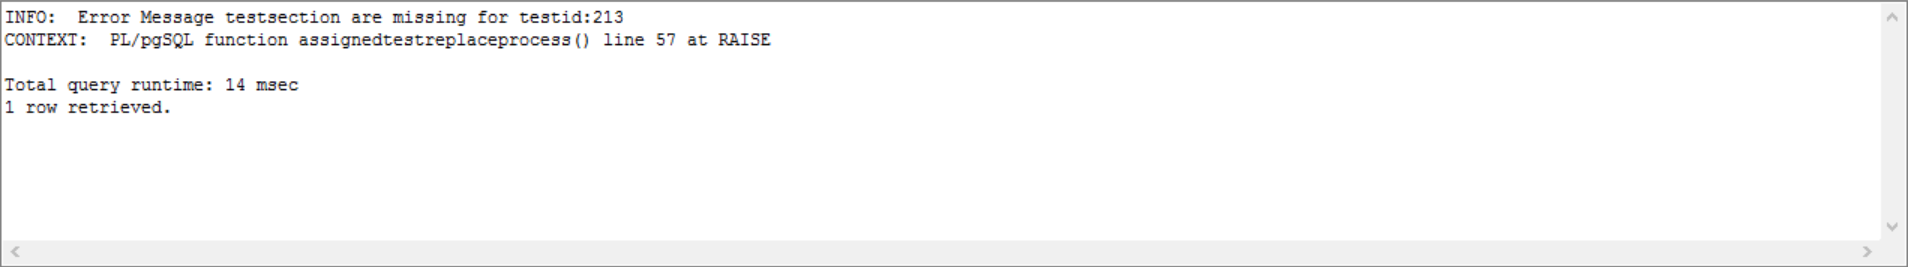 INFO:  Error Message testsection are missing for testid:213
CONTEXT:  PL/pgSQL function assignedtestreplaceprocess() line 57 at RAISE
Total query runtime: 14 msec
1 row retrieved.